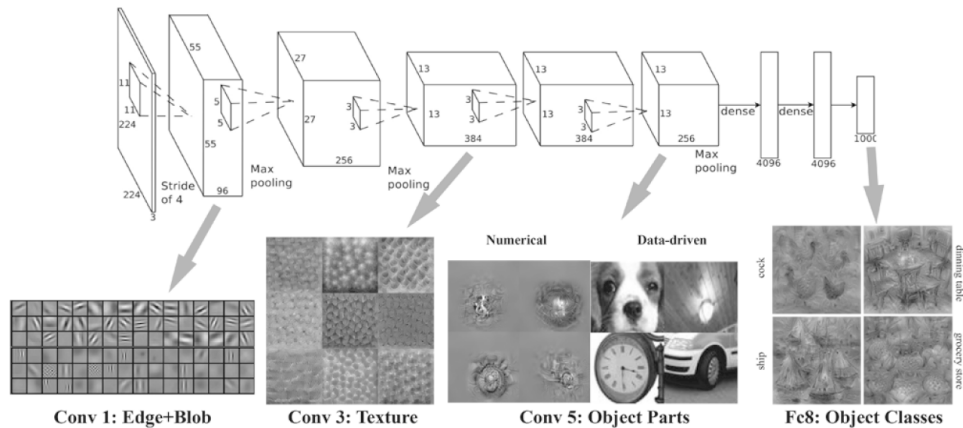 55
27
13
13
13
11
5
3
3
3
11
5
3
3
3
224
55
27
13
13
13
dense
dense
384
384
256
1000
224
Stride
of 4
96
Max
pooling
256
Max
pooling
Max
pooling
4096
4096
3
Numerical
Data-driven
cock
dinning table
ship
grocery store
Conv 1: Edge+Blob
Conv 3: Texture
Conv 5: Object Parts
Fc8: Object Classes